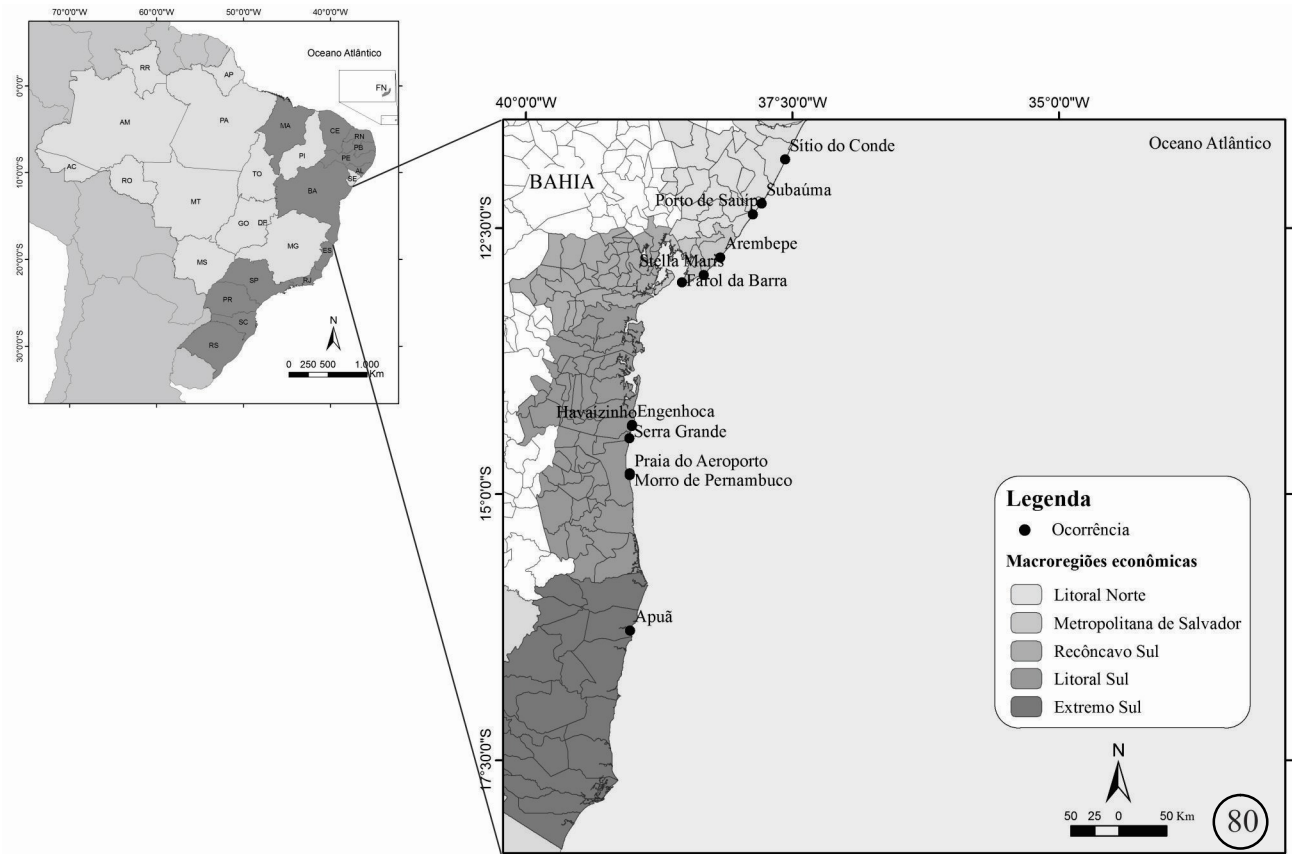 70°0'0"W 60°0'0"W 50°0'0"W 40°0'0"W
Oceano Atlântico
FN
0°0'0"
10°0'0"S
20°0'0"S
30°0'0"S
RR
AP
AM
PA
MA
CE
RN
PB
PE
AL
SE
PI
AC
RO
TO
BA
MT
GO
DF
MG
ES
MS
SP
RJ
PR
SC
RS
N
0 250 500 1.000
Km
40°0'0"W 37°30'0"W 35°0'0"W
12°30'0"S
15°0'0"S
17°30'0"S
Oceano Atlântico
BAHIA
Sítio do Conde
Subaúma
Porto de Sauíp
Arembepe
Stella Maris
Farol da Barra
Havaizinho Engenhoca
Serra Grande
Praia do Aeroporto
Morro de Pernambuco
Apuã
Legenda
Ocorrência
Macroregiões econômicas
Litoral Norte
Metropolitana de Salvador
Recôncavo Sul
Litoral Sul
Extremo Sul
N
50 25 0 50 Km
80